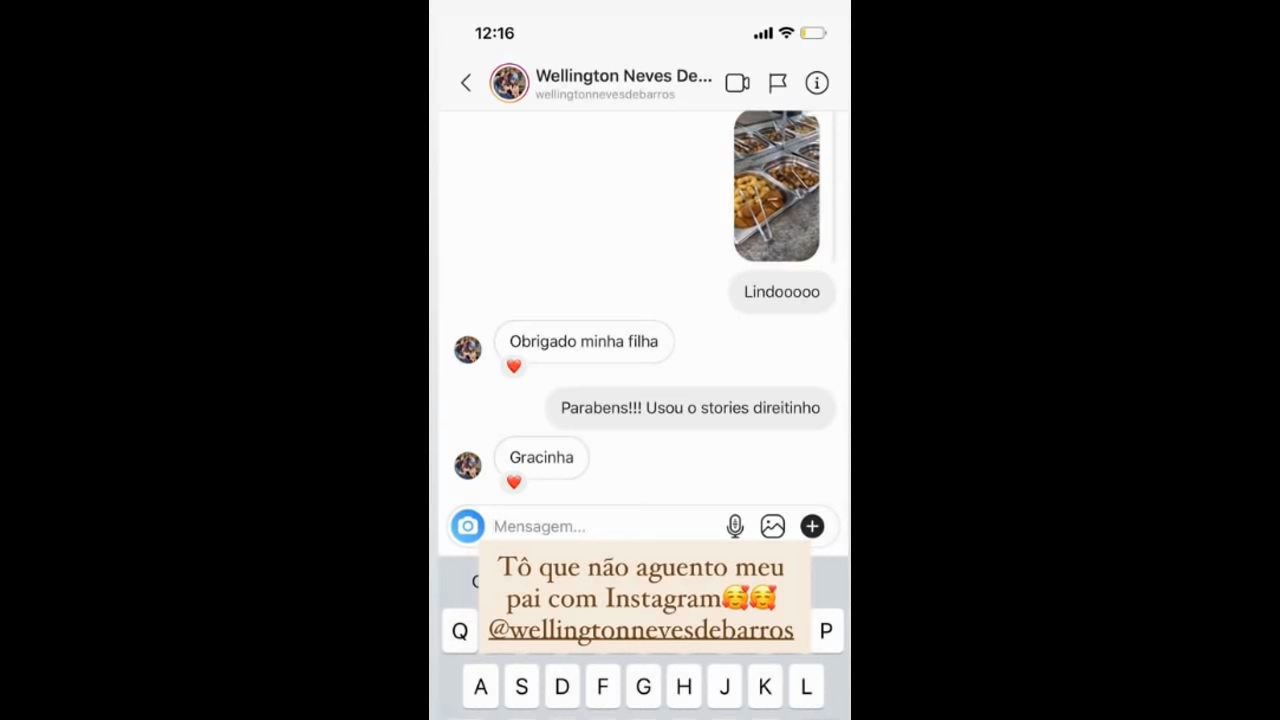 12:16
Wellington Neves De...
wellingtonnevesdebarros
Lindooooo
Obrigado minha filha
Parabens!!! Usou o stories direitinho
Gracinha
Mensagem...
Tô que não aguento meu
pai com Instagram🥰🥰
@wellingtonnevesdebarros
Q P
A S D F G H J K L